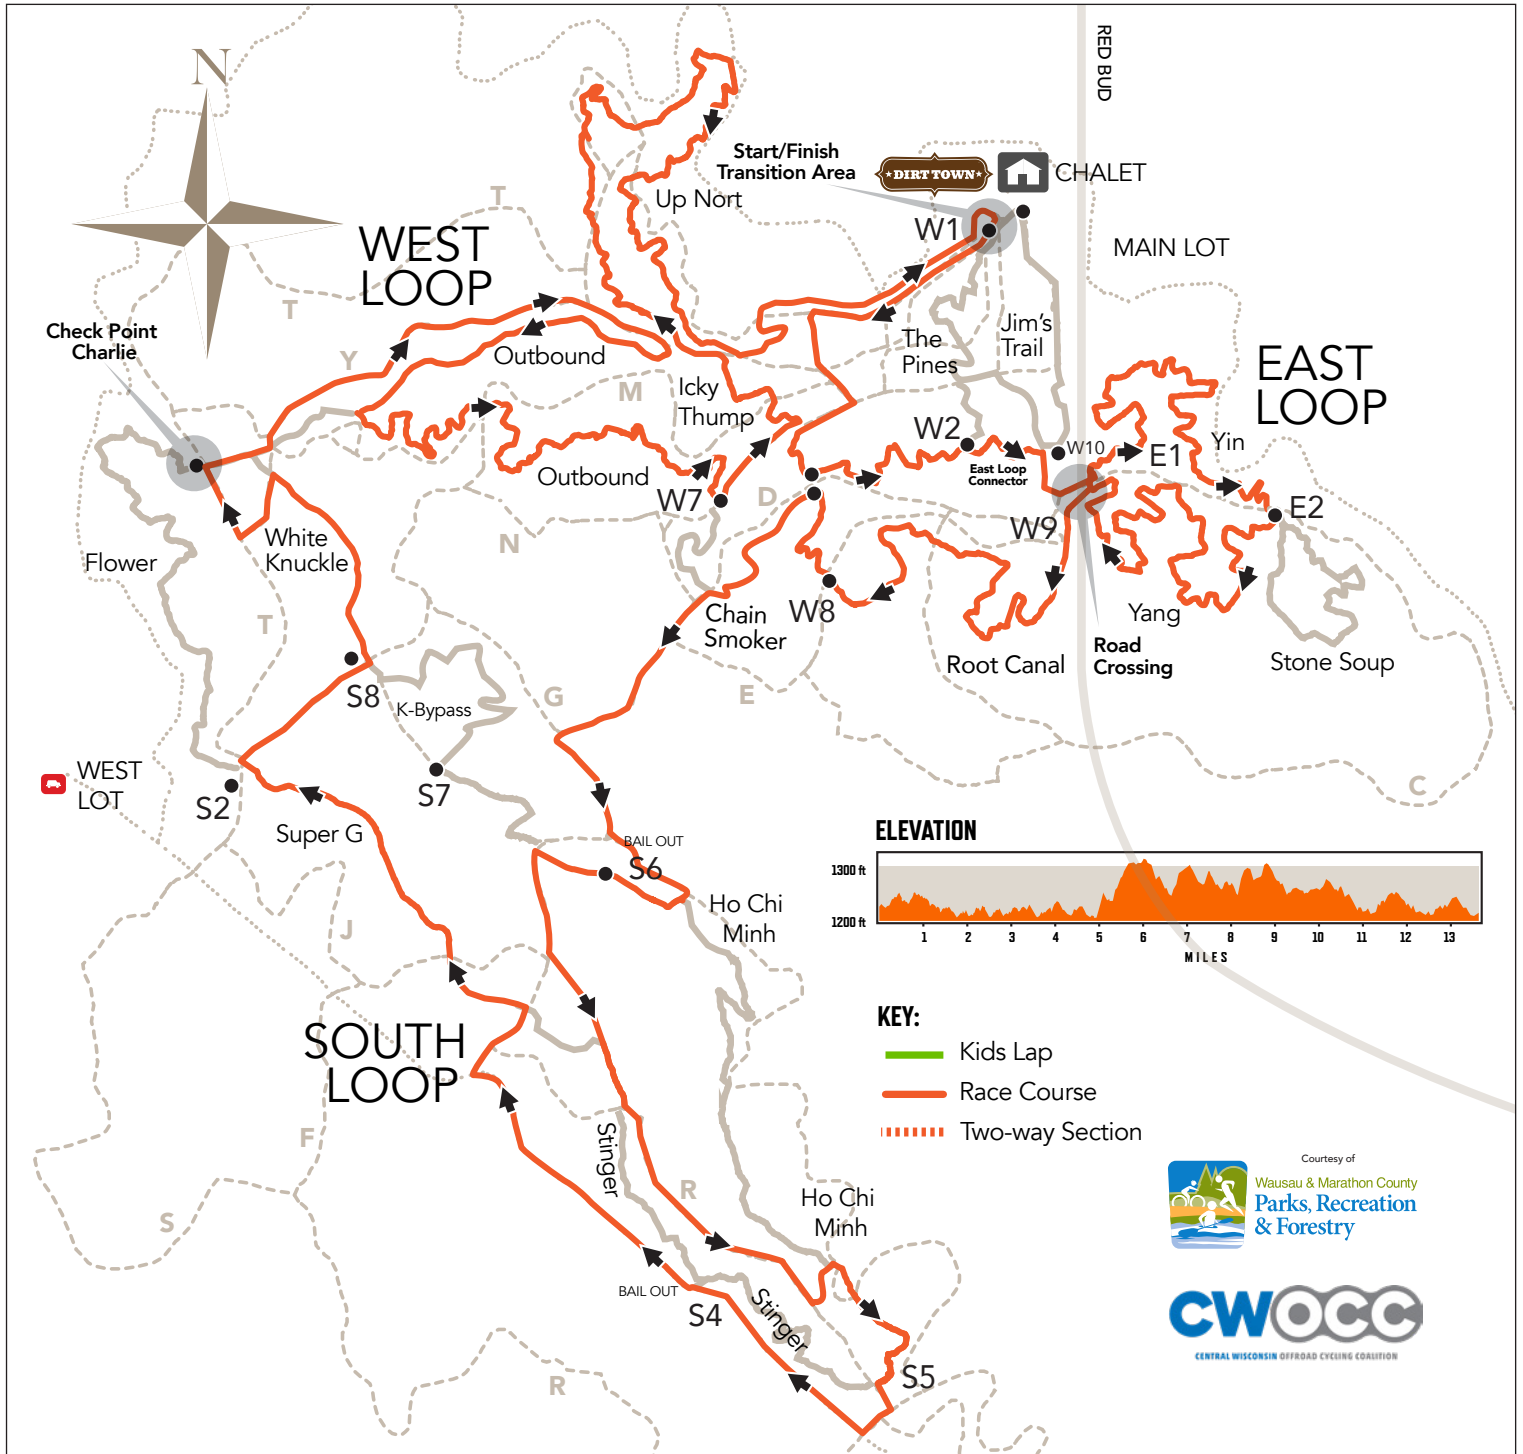 N
RED BUD
Start/Finish
Transition Area
DIRT TOWN
CHALET
Up Nort
W1
MAIN LOT
T
WEST
LOOP
T
Check Point
Charlie
Y
Outbound
The
Pines
Jim's
Trail
EAST
LOOP
M
Icky
Thump
W2
W10
E1
Yin
East Loop
Connector
Outbound
W7
D
E2
W9
N
White
Knuckle
Flower
T
Chain
Smoker
W8
Yang
Root Canal
Road
Crossing
Stone Soup
S8
K-Bypass
G
E
WEST
LOT
S2
S7
C
Super G
BAIL OUT
S6
ELEVATION
1300 ft
1200 ft
1 2 3 4 5 6 7 8 9 10 11 12 13
MILES
Ho Chi
Minh
J
SOUTH
LOOP
KEY:
Kids Lap
Race Course
Two-way Section
F
Stinger
R
S
Ho Chi
Minh
Courtesy of
Wausau & Marathon County
Parks, Recreation
& Forestry
BAIL OUT
S4
Stinger
S5
R
CWOCC
CENTRAL WISCONSIN OFFROAD CYCLING COALITION